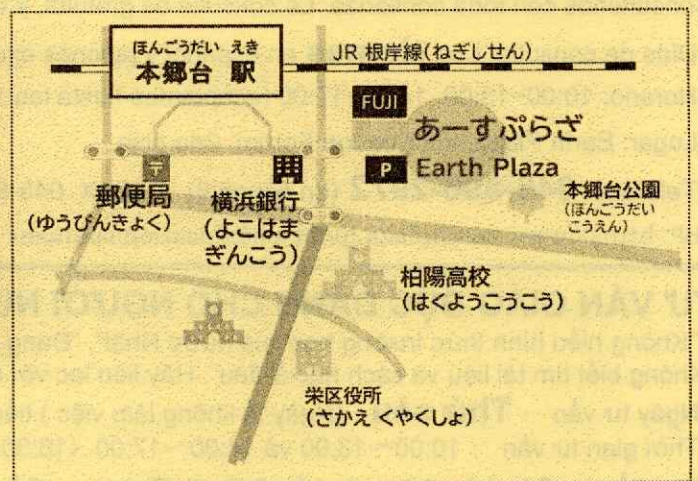 ほんごうだい えき
本郷台 駅
JR 根岸線(ねぎしせん)
FUJI
あーすぷらざ
P Earth Plaza
〒
郵便局
(ゆうびんきょく)
横浜銀行
(よこはま
ぎんこう)
本郷台公園
(ほんごうだい
こうえん)
柏陽高校
(はくようこうこう)
栄区役所
(さかえ くやくしょ)